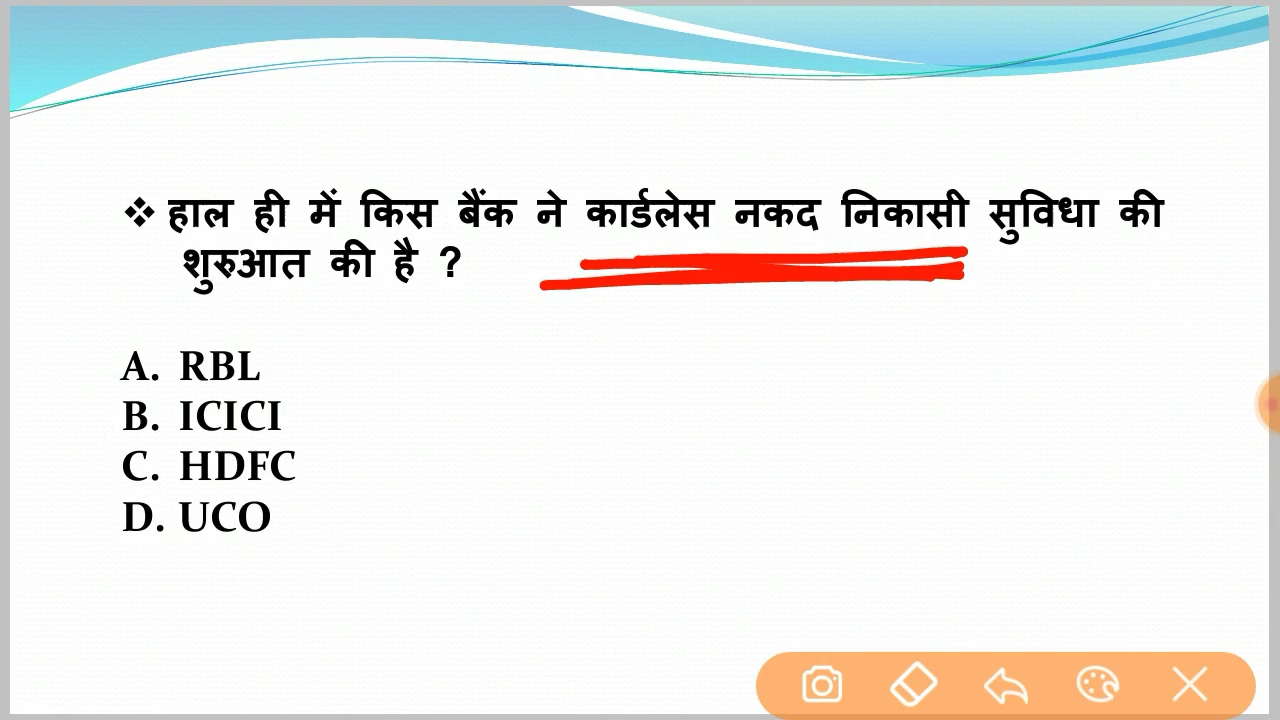 ❖ हाल ही में किस बैंक ने कार्डलेस नकद निकासी सुविधा की
शुरुआत की है ?
A. RBL
B. ICICI
C. HDFC
D. UCO